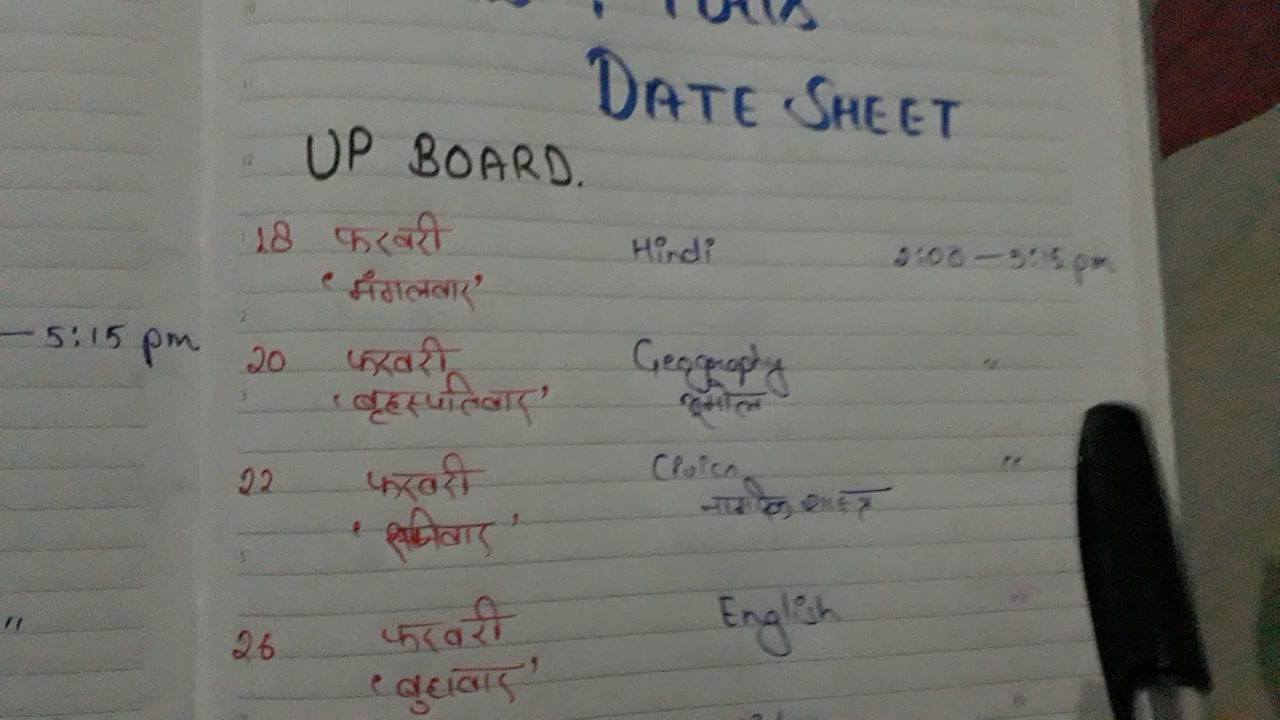 DATE SHEET
UP BOARD.
18 फरवरी Hindi 2:00 — 5:15 pm
'मंगलवार'
— 5:15 pm
20 फरवरी Geography "
'बृहस्पतिवार' भूगोल
22 फरवरी "
नागरिक शास्त्र
'शनिवार'
26 फरवरी English "
"
'बुधवार'
"